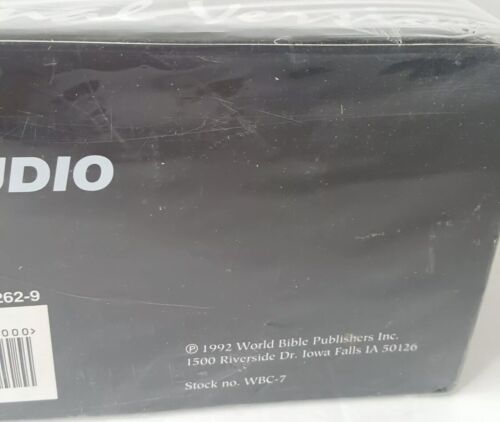 UDIO
262-9
000>
℗ 1992 World Bible Publishers Inc.
1500 Riverside Dr. Iowa Falls IA 50126
Stock no. WBC-7